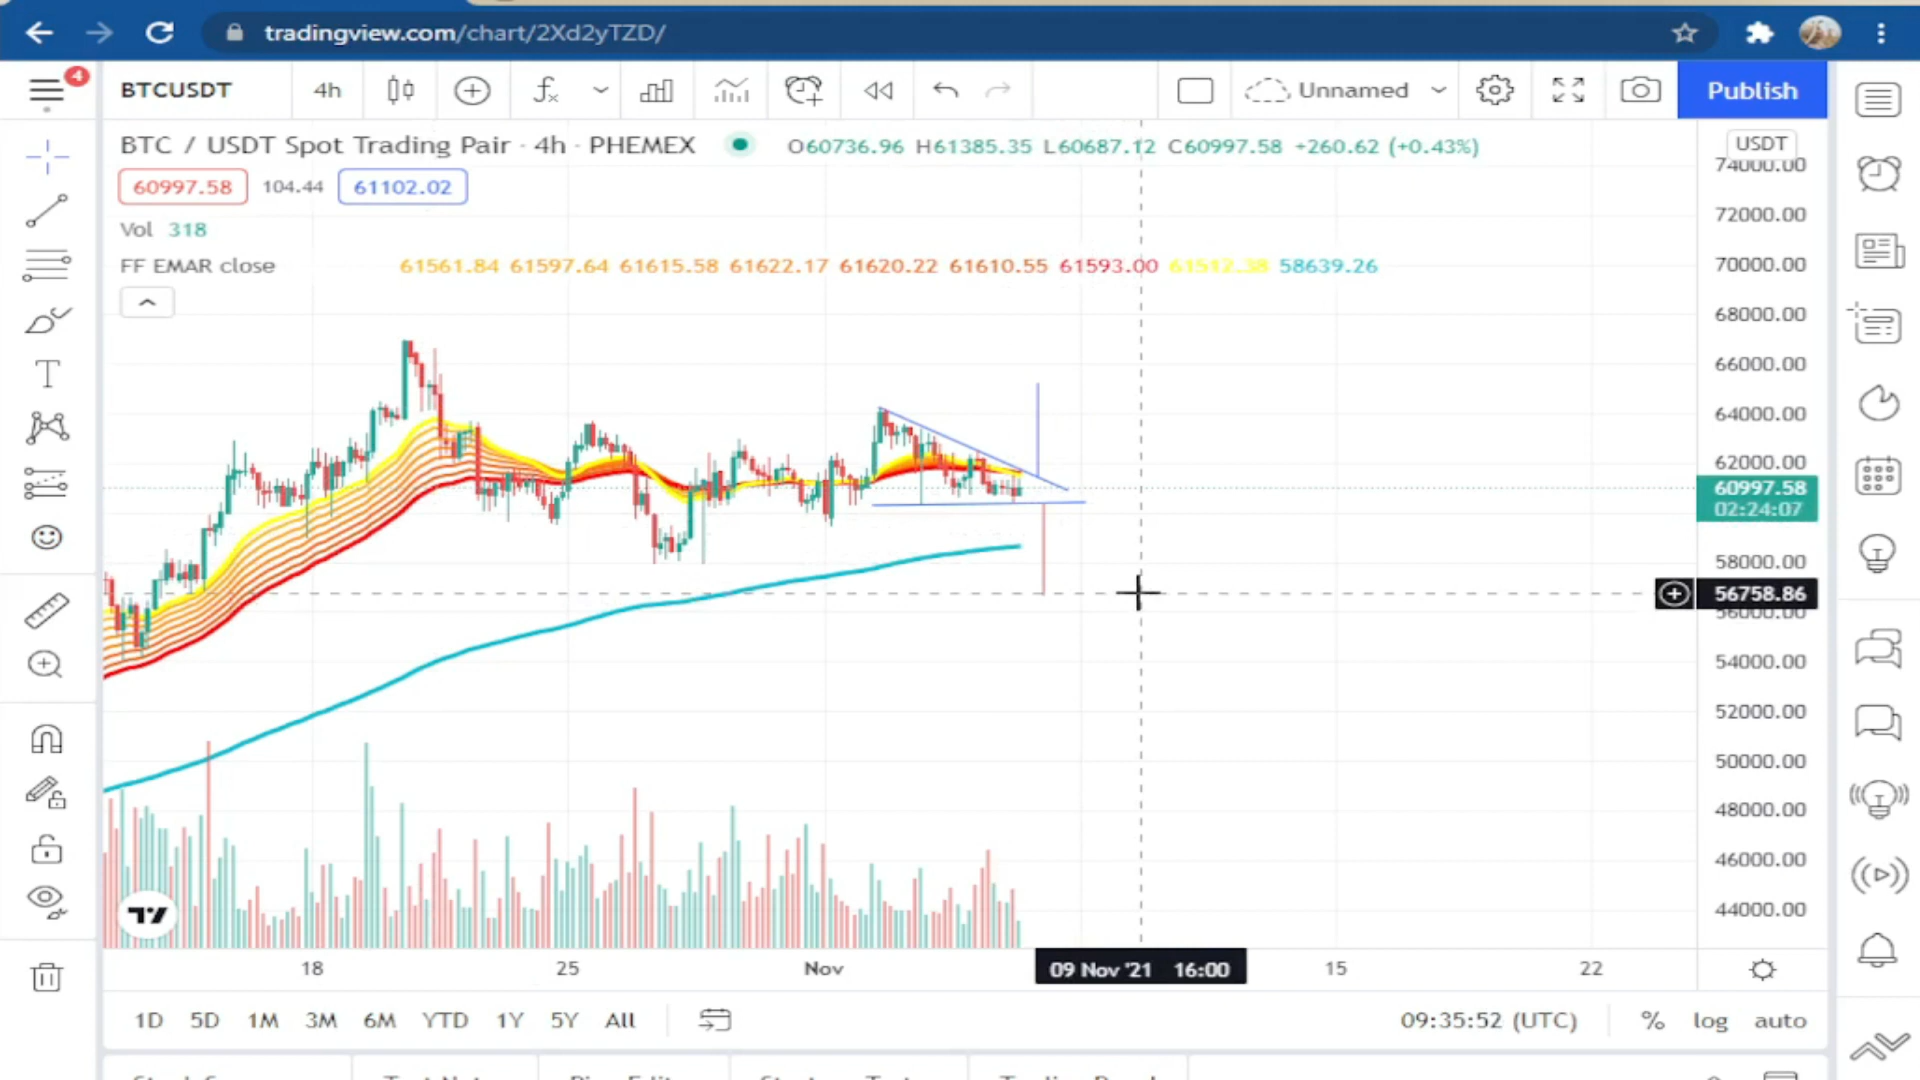 tradingview.com/chart/2Xd2yTZD/
4
BTCUSDT 4h Unnamed Publish
BTC / USDT Spot Trading Pair · 4h · PHEMEX O60736.96 H61385.35 L60687.12 C60997.58 +260.62 (+0.43%)
60997.58 104.44 61102.02
Vol 318
FF EMAR close 61561.84 61597.64 61615.58 61622.17 61620.22 61610.55 61593.00 61512.38 58639.26
USDT
74000.00
72000.00
70000.00
68000.00
66000.00
64000.00
62000.00
60997.58
02:24:07
58000.00
56758.86
56000.00
54000.00
52000.00
50000.00
48000.00
46000.00
44000.00
18 25 Nov 09 Nov '21 16:00 15 22
1D 5D 1M 3M 6M YTD 1Y 5Y All 09:35:52 (UTC) % log auto